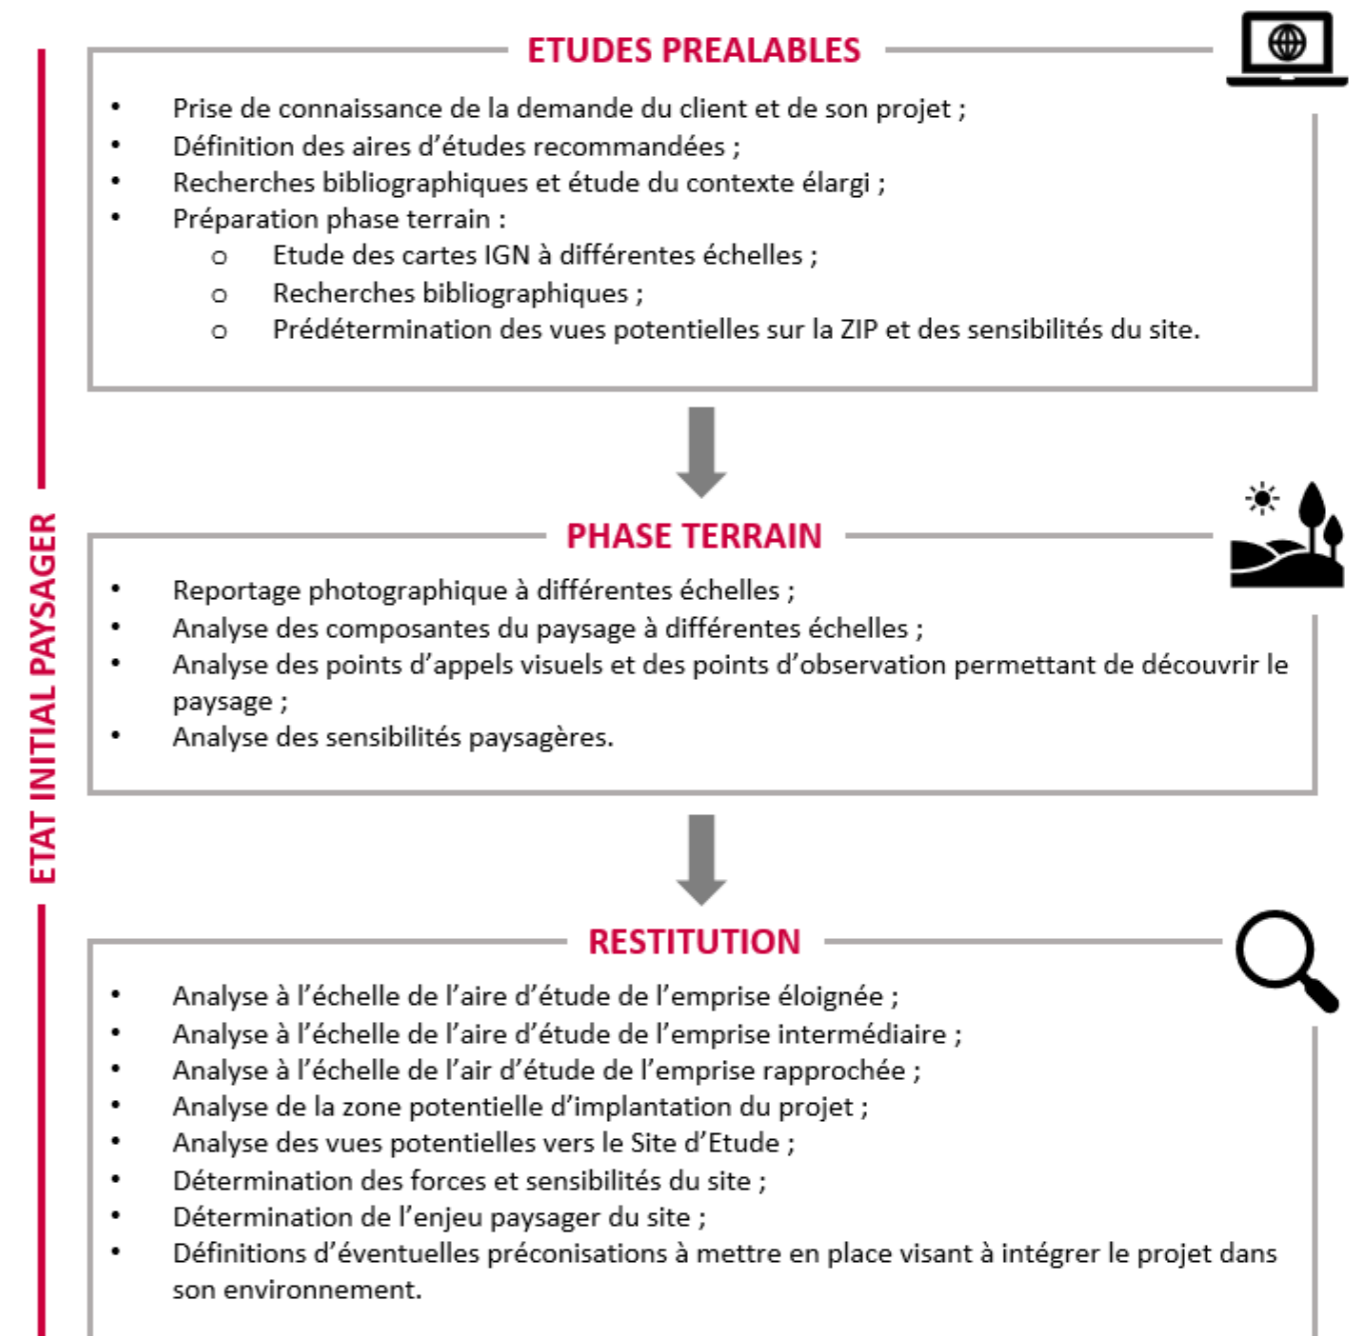 ETAT INITIAL PAYSAGER
ETUDES PREALABLES
• Prise de connaissance de la demande du client et de son projet ;
• Définition des aires d’études recommandées ;
• Recherches bibliographiques et étude du contexte élargi ;
• Préparation phase terrain :
o Etude des cartes IGN à différentes échelles ;
o Recherches bibliographiques ;
o Prédétermination des vues potentielles sur la ZIP et des sensibilités du site.
PHASE TERRAIN
• Reportage photographique à différentes échelles ;
• Analyse des composantes du paysage à différentes échelles ;
• Analyse des points d’appels visuels et des points d’observation permettant de découvrir le
paysage ;
• Analyse des sensibilités paysagères.
RESTITUTION
• Analyse à l’échelle de l’aire d’étude de l’emprise éloignée ;
• Analyse à l’échelle de l’aire d’étude de l’emprise intermédiaire ;
• Analyse à l’échelle de l’air d’étude de l’emprise rapprochée ;
• Analyse de la zone potentielle d’implantation du projet ;
• Analyse des vues potentielles vers le Site d’Etude ;
• Détermination des forces et sensibilités du site ;
• Détermination de l’enjeu paysager du site ;
• Définitions d’éventuelles préconisations à mettre en place visant à intégrer le projet dans
son environnement.